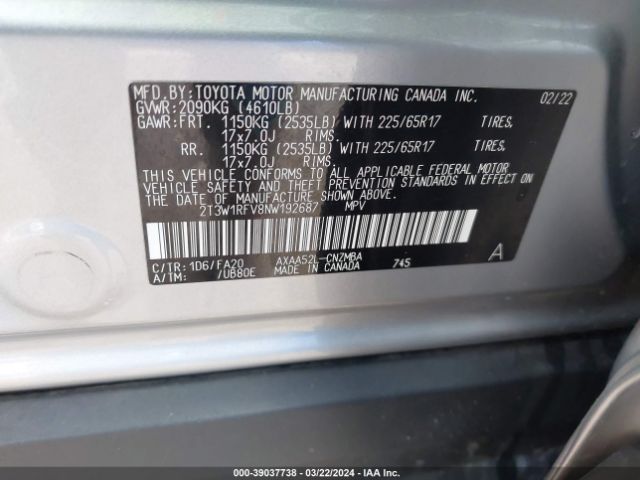 MFD.BY:TOYOTA MOTOR MANUFACTURING CANADA INC. 02/22
GVWR:2090KG (4610LB)
GAWR:FRT. 1150KG (2535LB) WITH 225/65R17 TIRES,
17x7.0J RIMS.
RR. 1150KG (2535LB) WITH 225/65R17 TIRES,
17x7.0J RIMS.
THIS VEHICLE CONFORMS TO ALL APPLICABLE FEDERAL MOTOR
VEHICLE SAFETY AND THEFT PREVENTION STANDARDS IN EFFECT ON
THE DATE OF MANUFACTURE SHOWN ABOVE.
2T3W1RFV8NW192687 MPV
C/TR:1D6/FA20 AXAA52L-CNZMBA 745
A/TM: /UB80E MADE IN CANADA
A
000-39037738 - 03/22/2024 - IAAI.COM